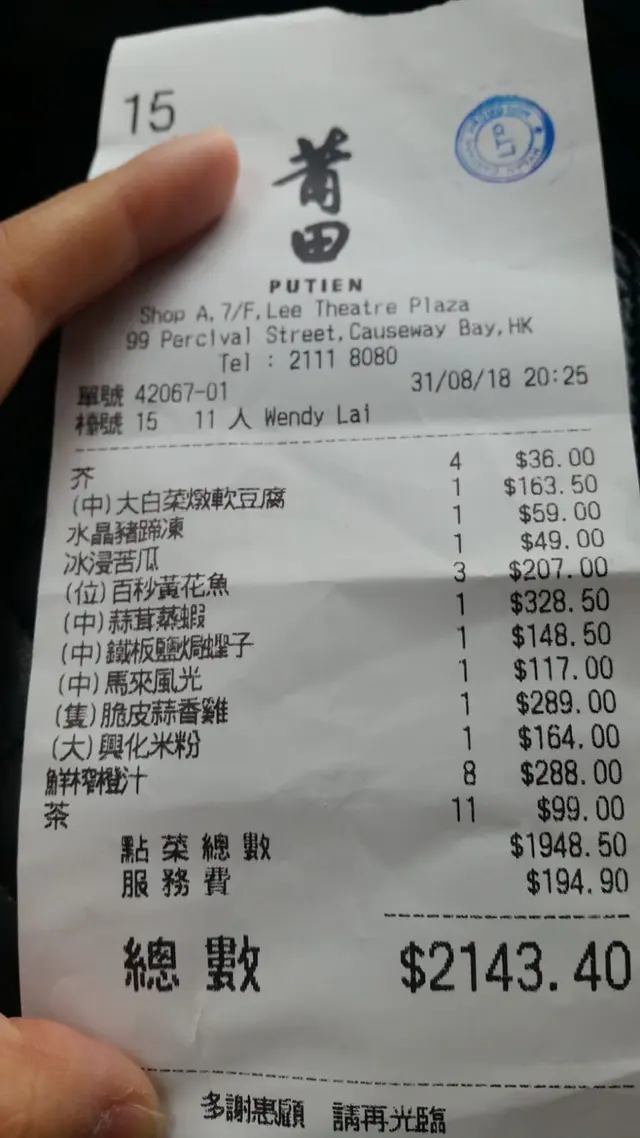 15
莆田
PUTIEN
Shop A, 7/F, Lee Theatre Plaza
99 Percival Street, Causeway Bay, HK
Tel : 2111 8080
單號 42067-01 31/08/18 20:25
檯號 15 11 人 Wendy Lai
芥 4 $36.00
(中)大白菜燉軟豆腐 1 $163.50
水晶豬蹄凍 1 $59.00
冰浸苦瓜 1 $49.00
(位)百秒黃花魚 3 $207.00
(中)蒜茸蒸蝦 1 $328.50
(中)鐵板鹽焗蟶子 1 $148.50
(中)馬來風光 1 $117.00
(隻)脆皮蒜香雞 1 $289.00
(大)興化米粉 1 $164.00
鮮榨橙汁 8 $288.00
茶 11 $99.00
點菜總數 $1948.50
服務費 $194.90
總數 $2143.40
多謝惠顧 請再光臨
LTD